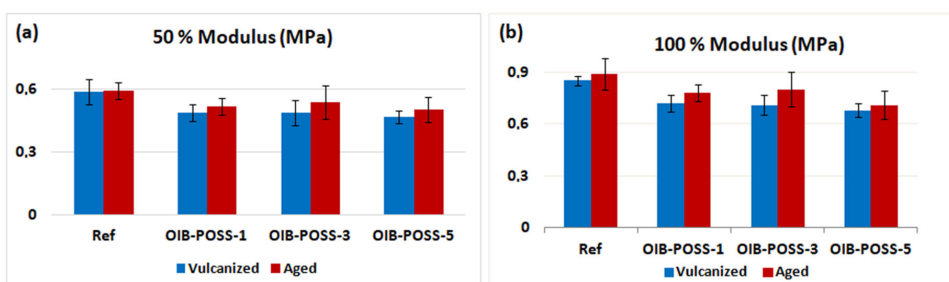 (a)
50 % Modulus (MPa)
0,6
0,3
0
Ref OIB-POSS-1 OIB-POSS-3 OIB-POSS-5
Vulcanized Aged
(b)
100 % Modulus (MPa)
0,9
0,6
0,3
0
Ref OIB-POSS-1 OIB-POSS-3 OIB-POSS-5
Vulcanized Aged